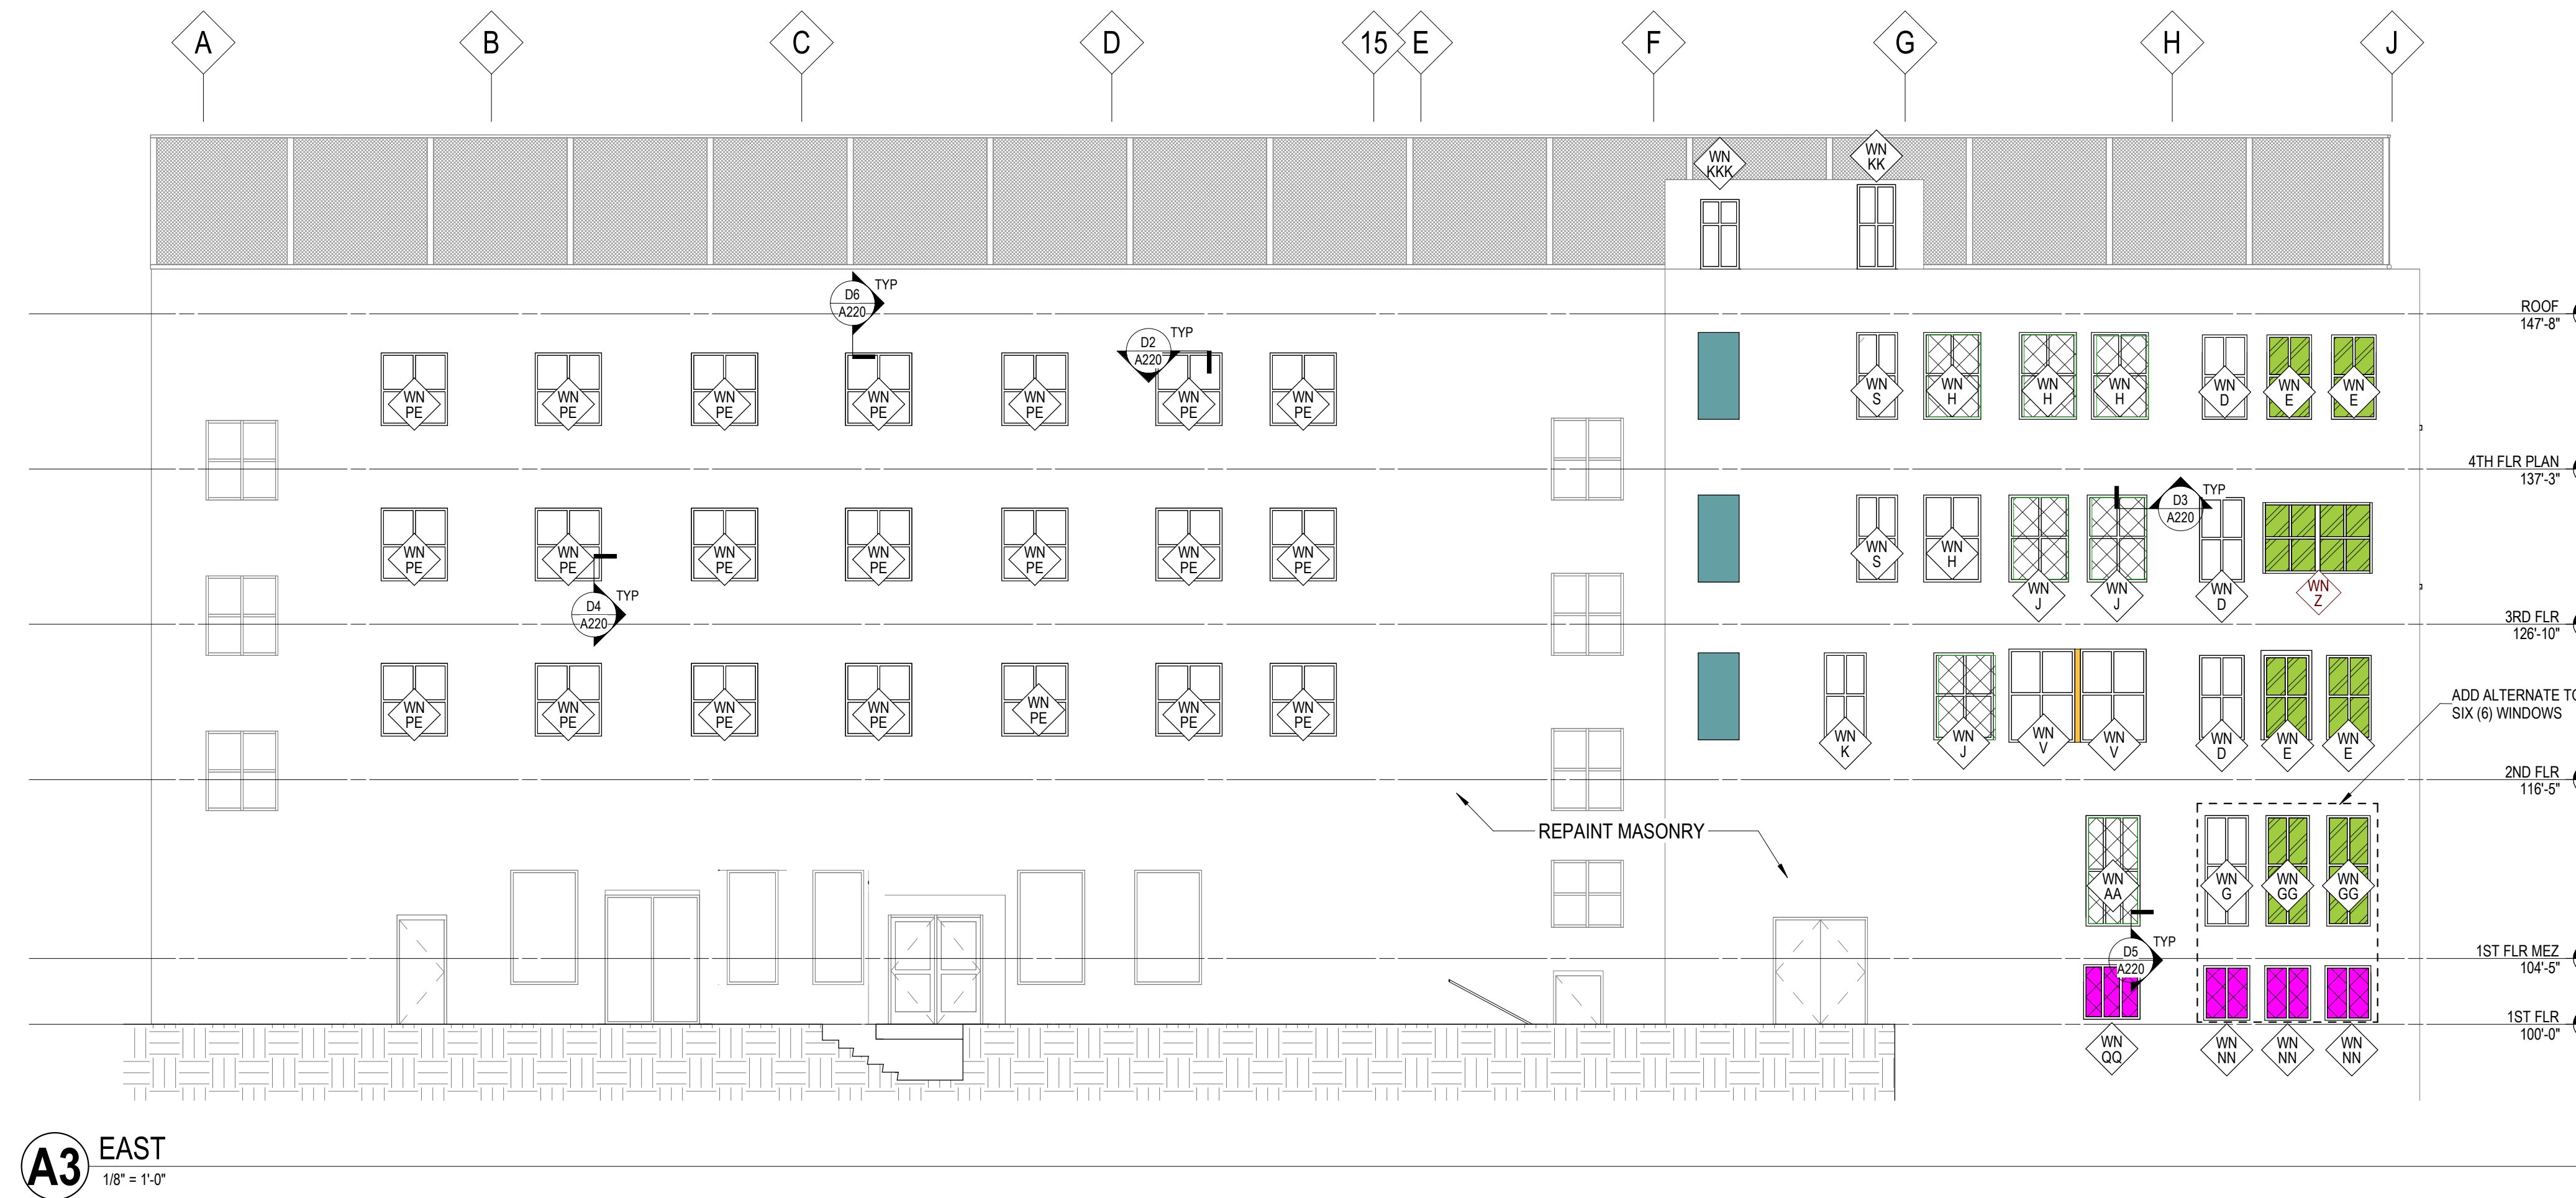 A B C D 15 E F G H J
WN
KKK
WN
KK
D6
A220
TYP
D2
A220
TYP
ROOF
147'-8"
WN
PE
WN
PE
WN
PE
WN
PE
WN
PE
WN
PE
WN
PE
WN
S
WN
H
WN
H
WN
H
WN
D
WN
E
WN
E
4TH FLR PLAN
137'-3"
D3
A220
TYP
WN
PE
WN
PE
WN
PE
WN
PE
WN
PE
WN
PE
WN
PE
WN
S
WN
H
WN
J
WN
J
WN
D
WN
Z
D4
A220
TYP
3RD FLR
126'-10"
WN
PE
WN
PE
WN
PE
WN
PE
WN
PE
WN
PE
WN
PE
WN
K
WN
J
WN
V
WN
V
WN
D
WN
E
WN
E
ADD ALTERNATE TO
SIX (6) WINDOWS
2ND FLR
116'-5"
REPAINT MASONRY
WN
AA
WN
G
WN
GG
WN
GG
D5
A220
TYP
1ST FLR MEZ
104'-5"
1ST FLR
100'-0"
WN
QQ
WN
NN
WN
NN
WN
NN
A3
EAST
1/8" = 1'-0"